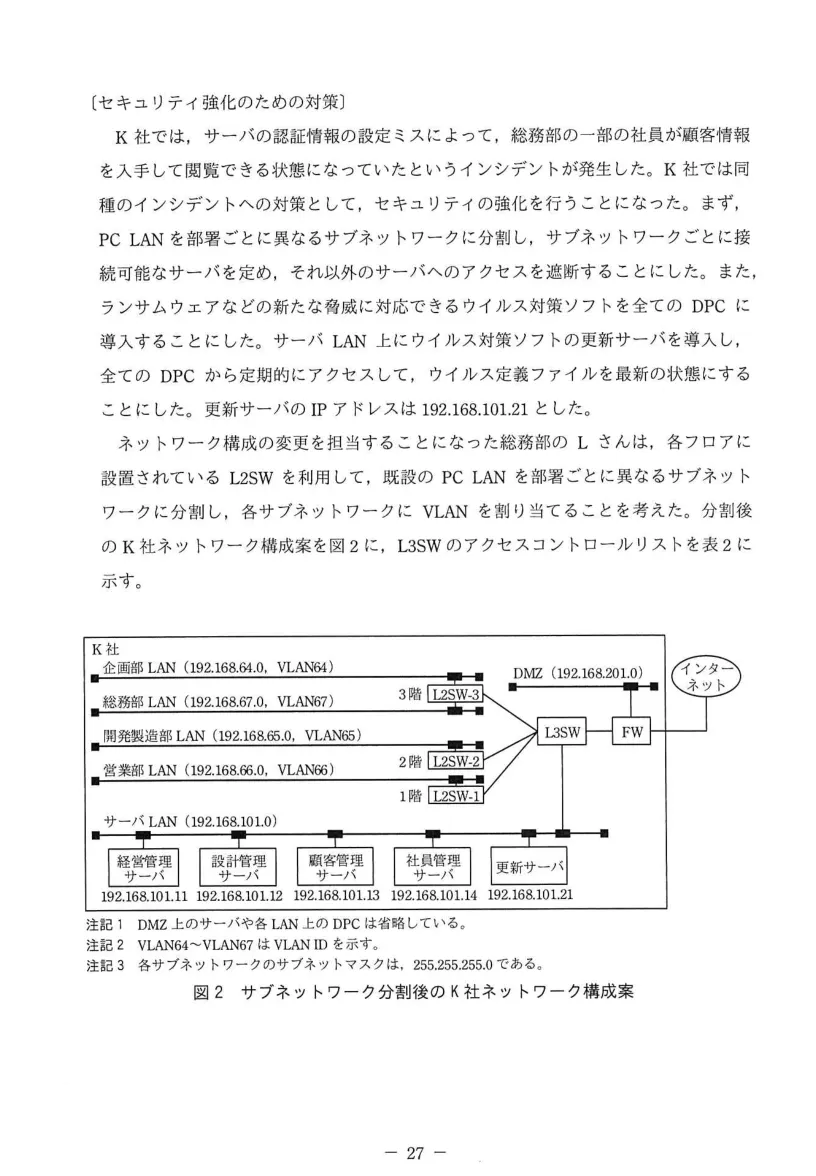 〔セキュリティ強化のための対策〕
K 社では，サーバの認証情報の設定ミスによって，総務部の一部の社員が顧客情報
を入手して閲覧できる状態になっていたというインシデントが発生した。K 社では同
種のインシデントへの対策として，セキュリティの強化を行うことになった。まず，
PC LAN を部署ごとに異なるサブネットワークに分割し，サブネットワークごとに接
続可能なサーバを定め，それ以外のサーバへのアクセスを遮断することにした。また，
ランサムウェアなどの新たな脅威に対応できるウイルス対策ソフトを全ての DPC に
導入することにした。サーバ LAN 上にウイルス対策ソフトの更新サーバを導入し，
全ての DPC から定期的にアクセスして，ウイルス定義ファイルを最新の状態にする
ことにした。更新サーバの IP アドレスは 192.168.101.21 とした。
ネットワーク構成の変更を担当することになった総務部の L さんは，各フロアに
設置されている L2SW を利用して，既設の PC LAN を部署ごとに異なるサブネット
ワークに分割し，各サブネットワークに VLAN を割り当てることを考えた。分割後
の K 社ネットワーク構成案を図 2 に，L3SW のアクセスコントロールリストを表 2 に
示す。
K 社
企画部 LAN（192.168.64.0，VLAN64）
総務部 LAN（192.168.67.0，VLAN67）
3 階 L2SW-3
開発製造部 LAN（192.168.65.0，VLAN65）
営業部 LAN（192.168.66.0，VLAN66）
2 階 L2SW-2
1 階 L2SW-1
DMZ（192.168.201.0）
L3SW
FW
インター
ネット
サーバ LAN（192.168.101.0）
経営管理
サーバ
192.168.101.11
設計管理
サーバ
192.168.101.12
顧客管理
サーバ
192.168.101.13
社員管理
サーバ
192.168.101.14
更新サーバ
192.168.101.21
注記 1 DMZ 上のサーバや各 LAN 上の DPC は省略している。
注記 2 VLAN64～VLAN67 は VLAN ID を示す。
注記 3 各サブネットワークのサブネットマスクは，255.255.255.0 である。
図 2 サブネットワーク分割後の K 社ネットワーク構成案
－ 27 －